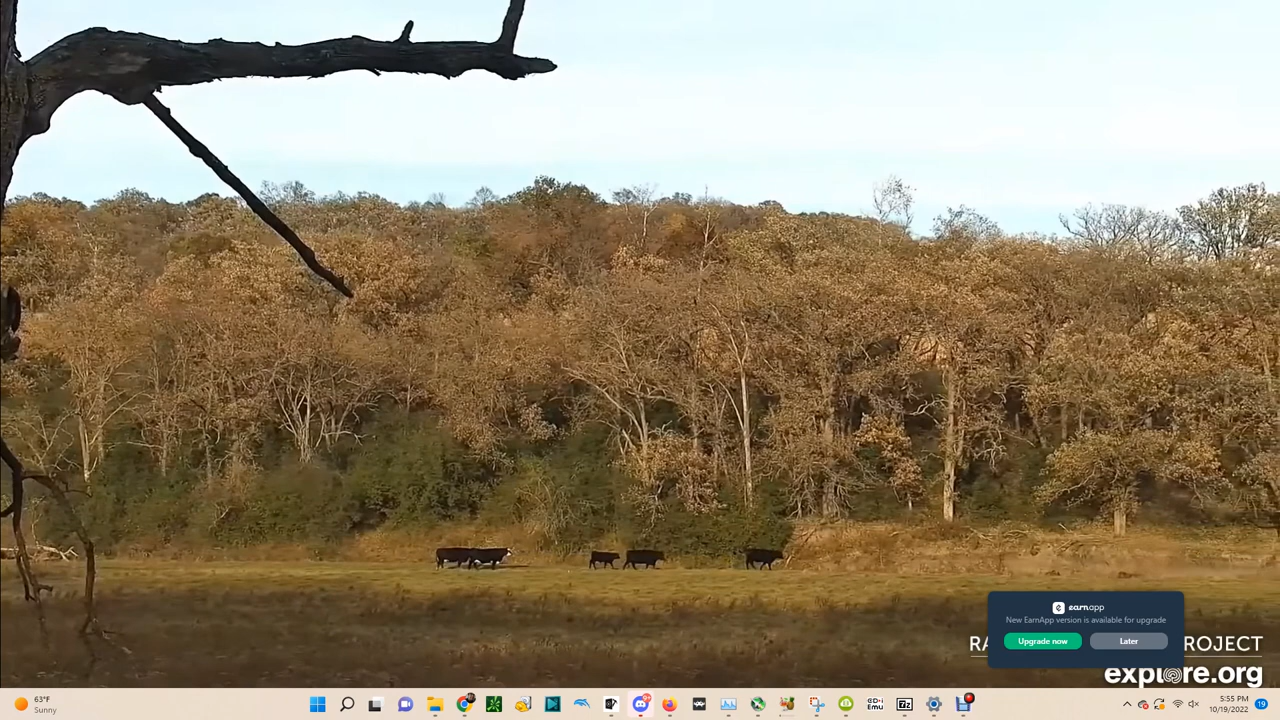 earnapp
New EarnApp version is available for upgrade
Upgrade now
Later
RA
ROJECT
explore.org
63°F
Sunny
5:55 PM
10/19/2022
19